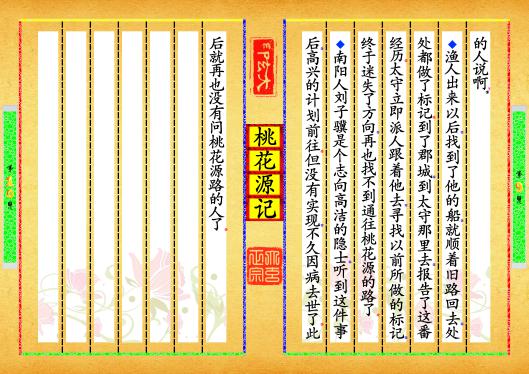 的人说啊。
◆渔人出来以后找到了他的船就顺着旧路回去处
处都做了标记。到了郡城到太守那里去报告了这番
经历。太守立即派人跟着他去寻找以前所做的标记
终于迷失了方向再也找不到通往桃花源的路了。
◆南阳人刘子骥是个志向高洁的隐士。听到这件事
后高兴的计划前往。但没有实现。不久因病去世了。此
桃花源记
后就再也没有问桃花源路的人了。